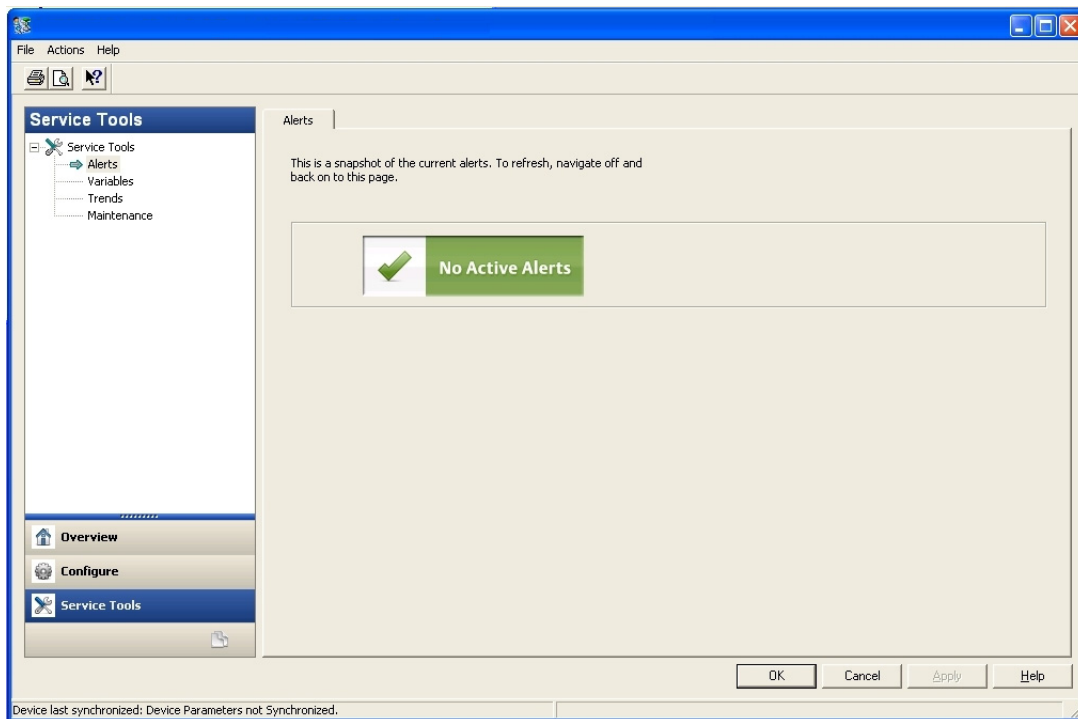 File Actions Help
Service Tools
Service Tools
Alerts
Variables
Trends
Maintenance
Overview
Configure
Service Tools
Alerts
This is a snapshot of the current alerts. To refresh, navigate off and
back on to this page.
No Active Alerts
OK Cancel Apply Help
Device last synchronized: Device Parameters not Synchronized.